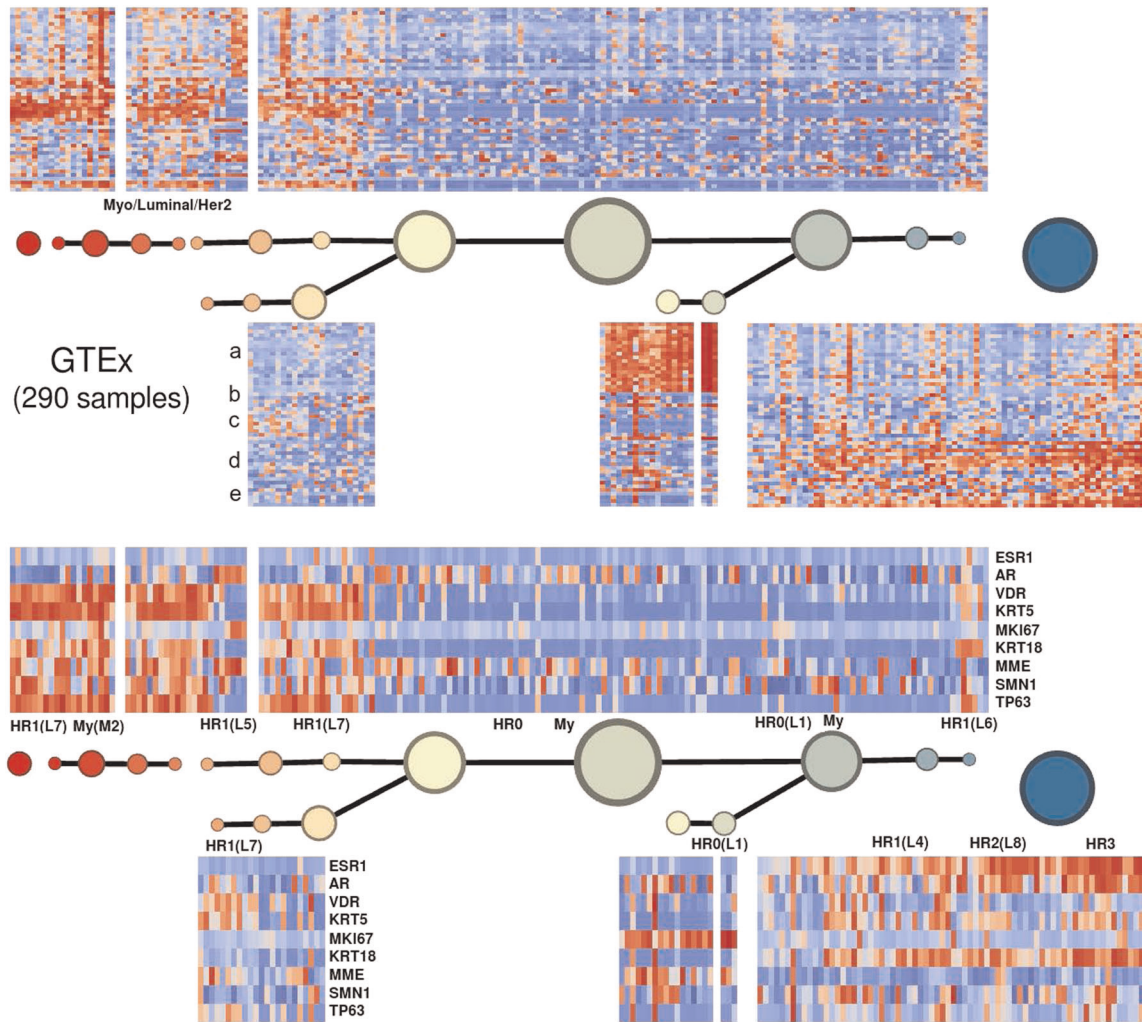 Myo/Luminal/Her2
GTEx
(290 samples)
a
b
c
d
e
ESR1
AR
VDR
KRT5
MKI67
KRT18
MME
SMN1
TP63
HR1(L7) My(M2) HR1(L5) HR1(L7) HR0 My HR0(L1) My HR1(L6)
HR1(L7) HR0(L1) HR1(L4) HR2(L8) HR3
ESR1
AR
VDR
KRT5
MKI67
KRT18
MME
SMN1
TP63